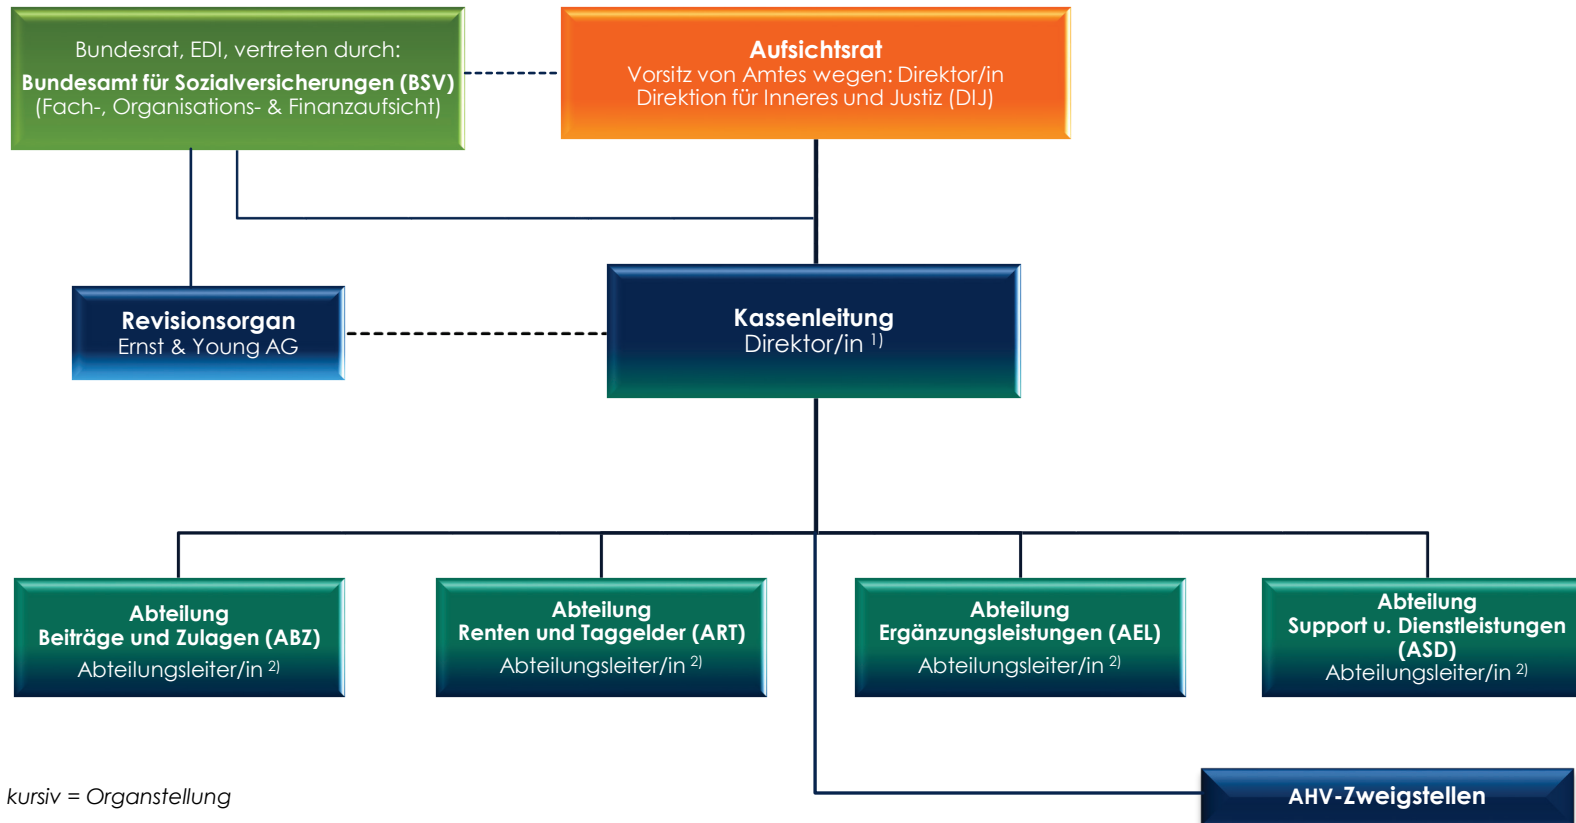 Bundesrat, EDI, vertreten durch:
Bundesamt für Sozialversicherungen (BSV)
(Fach-, Organisations- & Finanzaufsicht)
Aufsichtsrat
Vorsitz von Amtes wegen: Direktor/in
Direktion für Inneres und Justiz (DIJ)
Revisionsorgan
Ernst & Young AG
Kassenleitung
Direktor/in 1)
Abteilung
Beiträge und Zulagen (ABZ)
Abteilungsleiter/in 2)
Abteilung
Renten und Taggelder (ART)
Abteilungsleiter/in 2)
Abteilung
Ergänzungsleistungen (AEL)
Abteilungsleiter/in 2)
Abteilung
Support u. Dienstleistungen
(ASD)
Abteilungsleiter/in 2)
AHV-Zweigstellen
kursiv = Organstellung